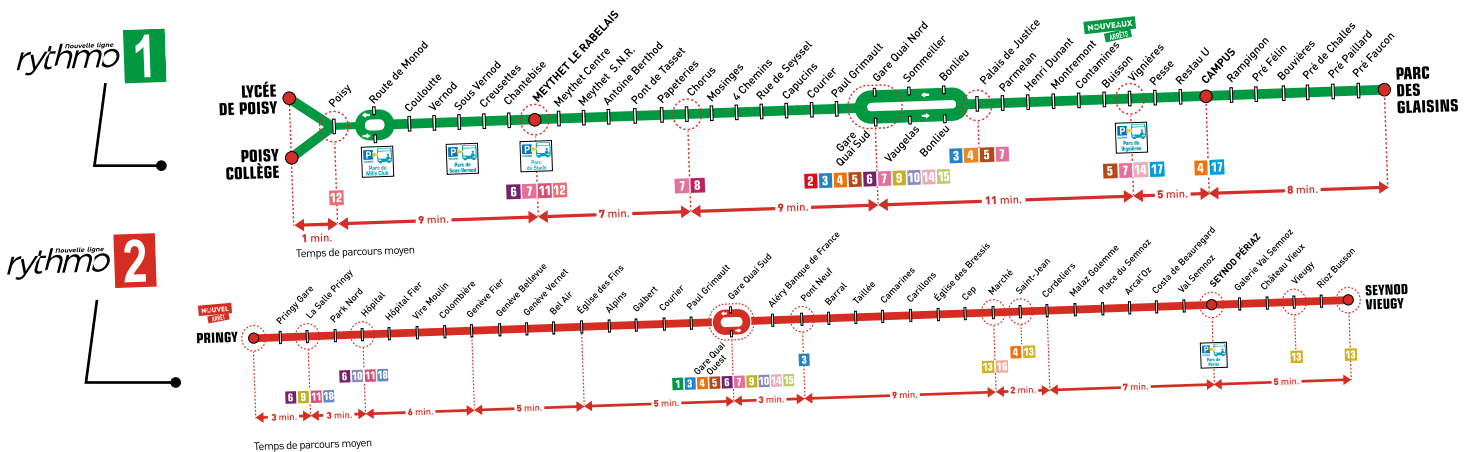 rythmo
Nouvelle ligne
1
LYCÉE
DE POISY
POISY
COLLÈGE
Poisy
Route de Monod
Couloutte
Vernod
Sous Vernod
Creusettes
Chantebise
MEYTHET LE RABELAIS
Meythet Centre
Meythet S.N.R.
Antoine Berthod
Pont de Tasset
Papeteries
Chorus
Mosinges
4 Chemins
Rue de Seyssel
Capucins
Courier
Paul Grimault
Gare Quai Nord
Sommeiller
Bonlieu
Palais de Justice
Parmelan
Henri Dunant
Montremont
Contamines
Buisson
Vignières
Pesse
Restau U
CAMPUS
Rampignon
Pré Félin
Bouvières
Pré de Challes
Pré Paillard
Pré Faucon
NOUVEAUX
ARRÊTS
PARC
DES
GLAISINS
Gare
Quai Sud
Vaugelas
Bonlieu
P
Parc de
Mille Club
P
Parc de
Sous-Vernod
P
Parc
du Stade
P
Parc de
Vignières
12
6 7 11 12
7 8
2 3 4 5 6 7 9 10 14 15
3 4 5 7
5 7 14 17
4 17
1 min.
9 min.
7 min.
9 min.
11 min.
5 min.
8 min.
Temps de parcours moyen
rythmo
Nouvelle ligne
2
NOUVEL
ARRÊT
PRINGY
Pringy Gare
La Salle Pringy
Park Nord
Hôpital
Hôpital Fier
Vire Moulin
Colombière
Genève Fier
Genève Bellevue
Genève Vernet
Bel Air
Église des Fins
Alpins
Galbert
Courier
Paul Grimault
Gare Quai Sud
Aléry Banque de France
Pont Neuf
Barral
Taillée
Camarines
Carillons
Église des Bressis
Cep
Marché
Saint-Jean
Cordeliers
Malaz Golemme
Place du Semnoz
Arcal'Oz
Costa de Beauregard
Val Semnoz
SEYNOD PÉRIAZ
Galerie Val Semnoz
Château Vieux
Vieugy
Rioz Busson
SEYNOD
VIEUGY
Gare Quai
Ouest
P
6 9 11 18
6 10 11 18
1 3 4 5 6 7 9 10 14 15
3
13 16
4 13
13
13
3 min.
3 min.
6 min.
5 min.
5 min.
3 min.
9 min.
2 min.
7 min.
5 min.
Temps de parcours moyen